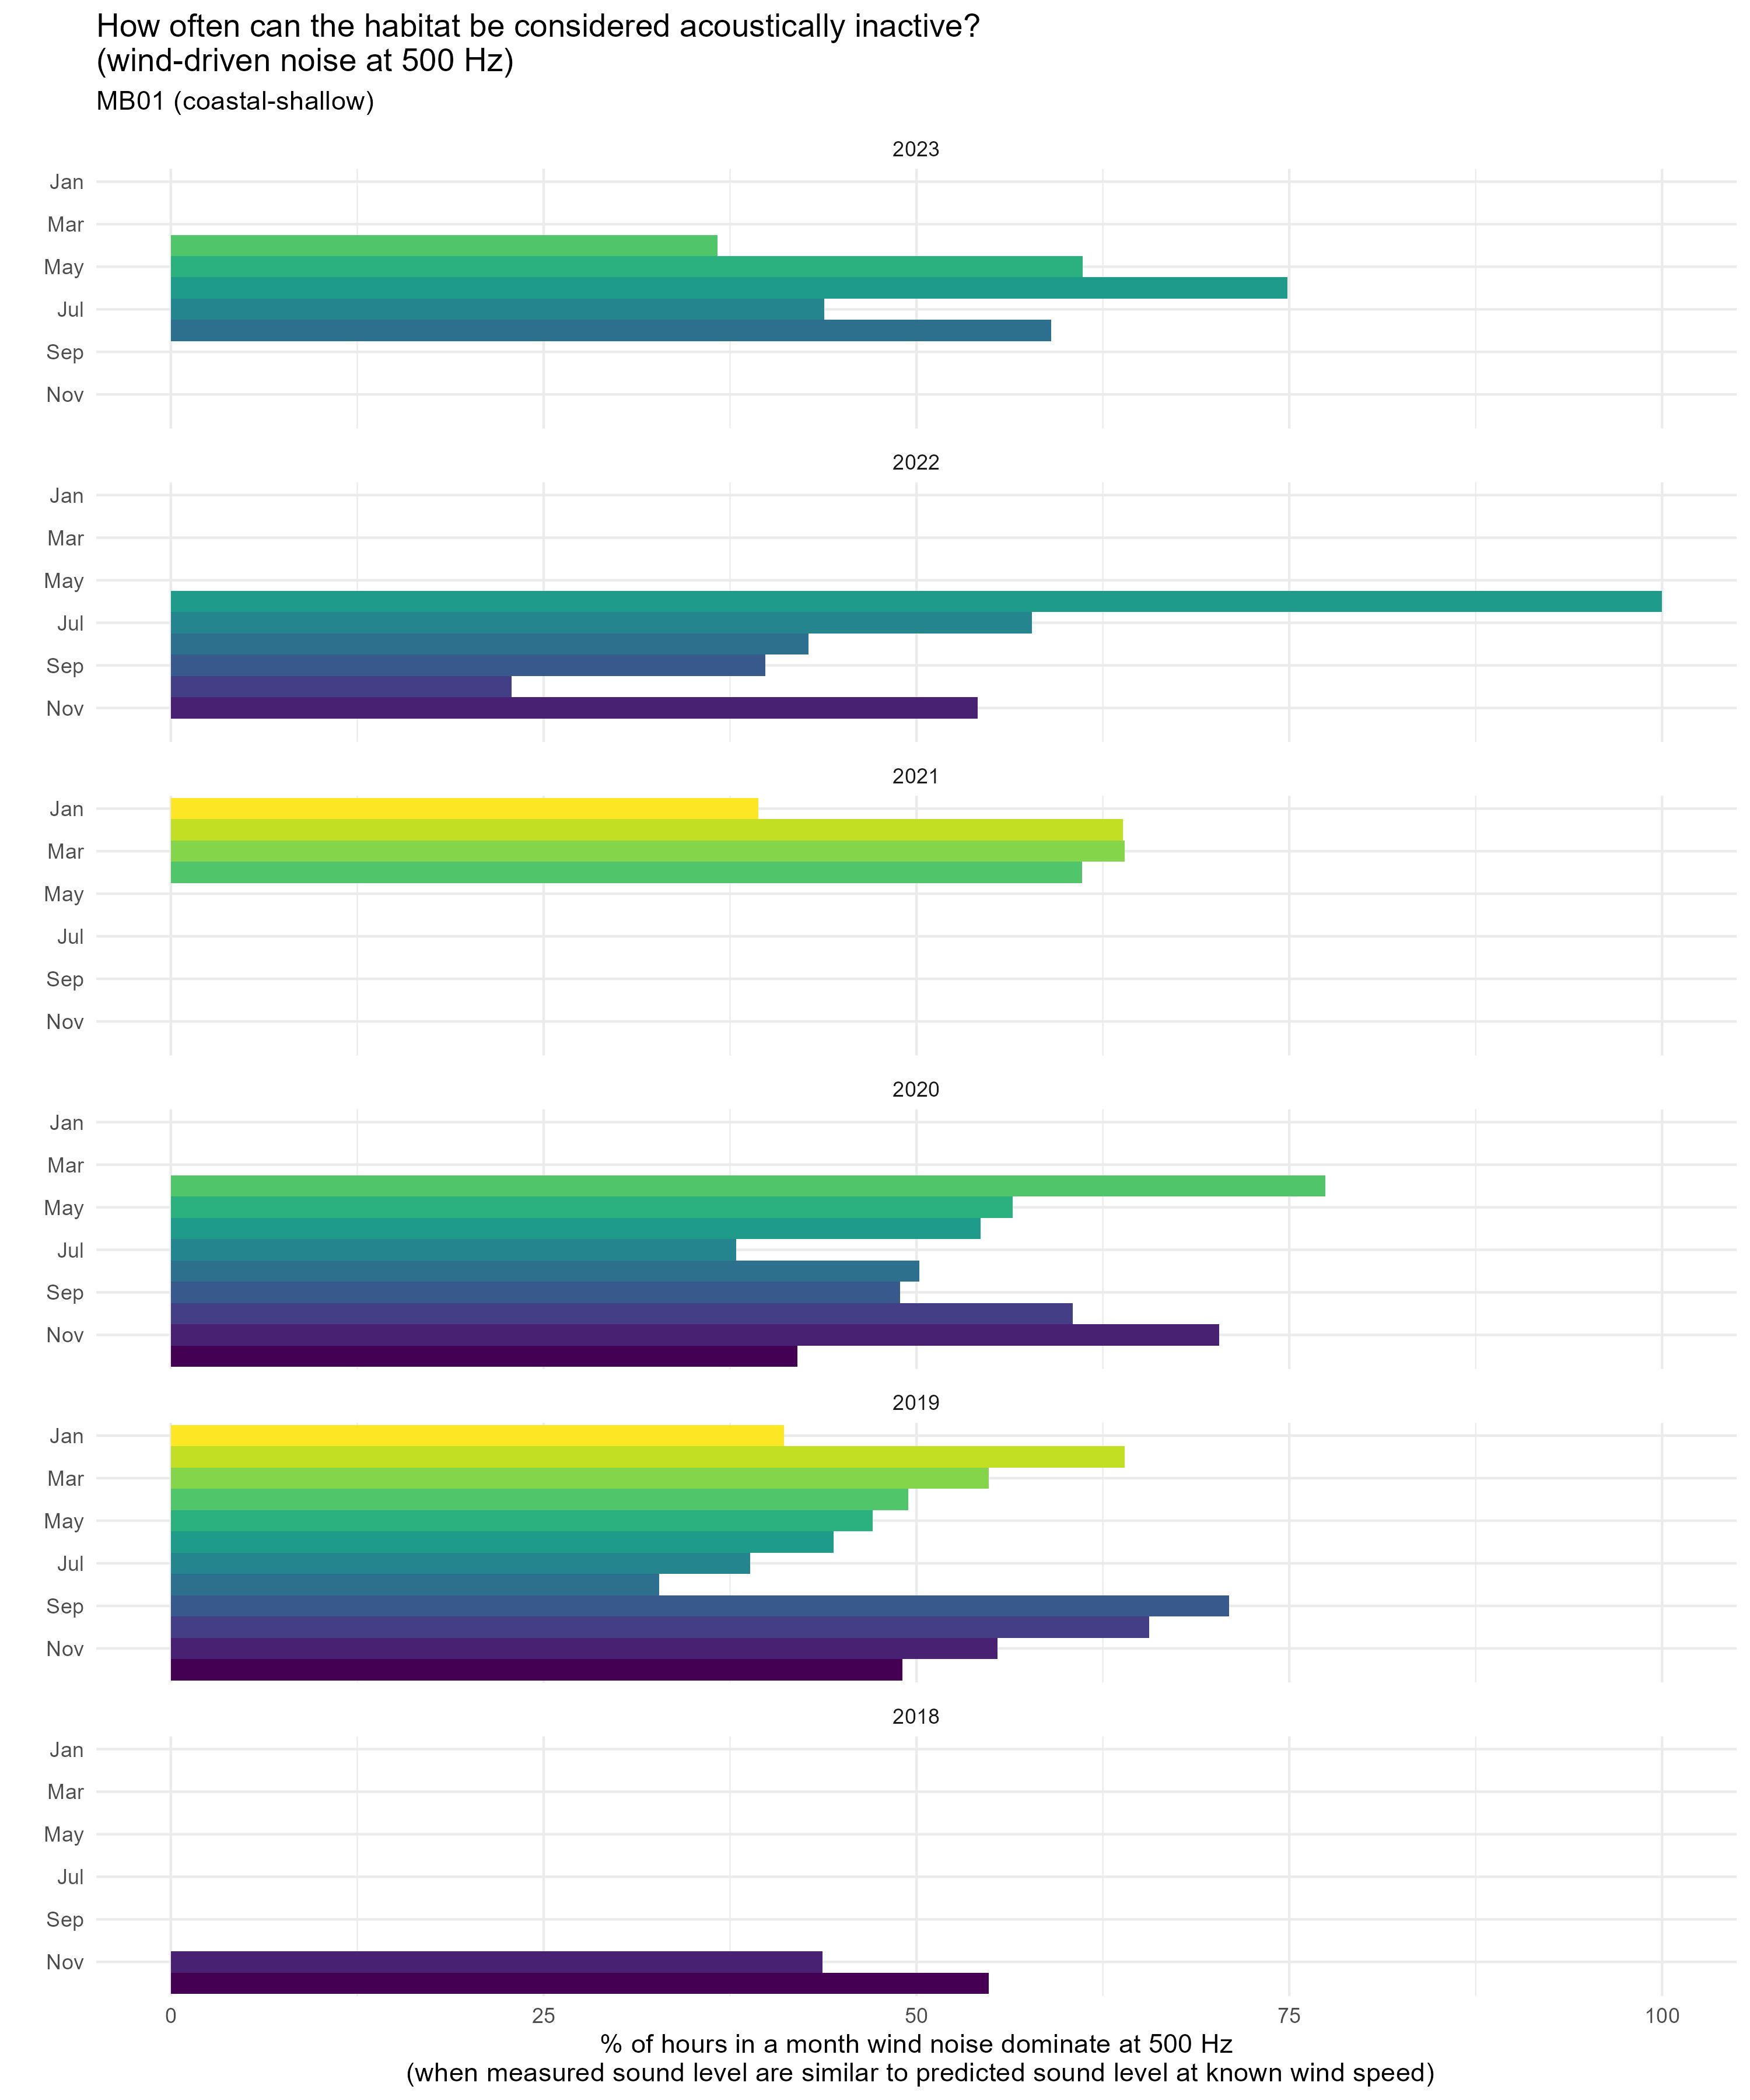 How often can the habitat be considered acoustically inactive?
(wind-driven noise at 500 Hz)
MB01 (coastal-shallow)
2023
Jan
Mar
May
Jul
Sep
Nov
2022
Jan
Mar
May
Jul
Sep
Nov
2021
Jan
Mar
May
Jul
Sep
Nov
2020
Jan
Mar
May
Jul
Sep
Nov
2019
Jan
Mar
May
Jul
Sep
Nov
2018
Jan
Mar
May
Jul
Sep
Nov
0 25 50 75 100
% of hours in a month wind noise dominate at 500 Hz
(when measured sound level are similar to predicted sound level at known wind speed)